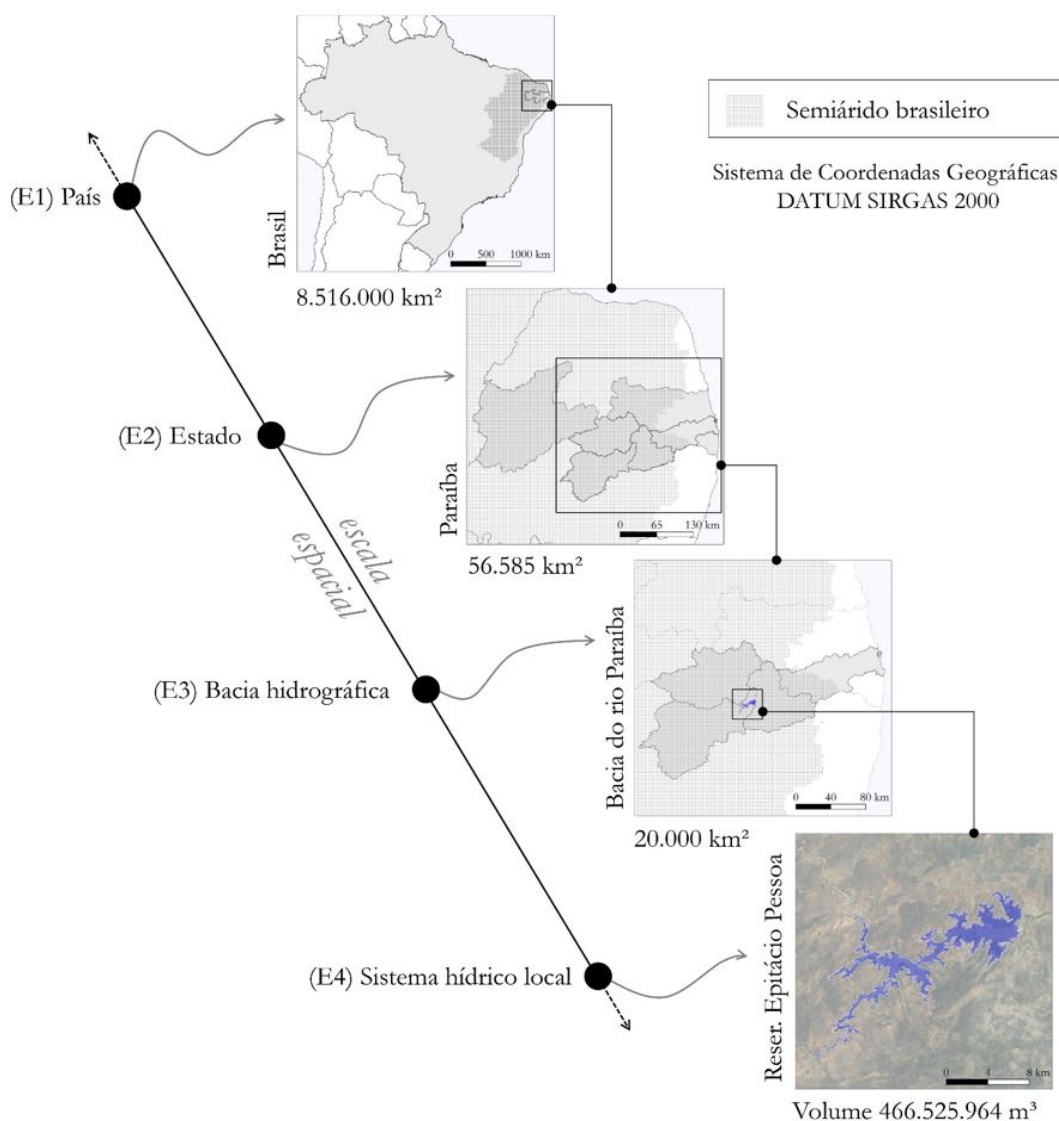 Semiárido brasileiro
Sistema de Coordenadas Geográficas
DATUM SIRGAS 2000
(E1) País
Brasil
0 500 1000 km
8.516.000 km²
(E2) Estado
Paraíba
0 65 130 km
56.585 km²
escala
espacial
(E3) Bacia hidrográfica
Bacia do rio Paraíba
0 40 80 km
20.000 km²
(E4) Sistema hídrico local
Reser. Epitácio Pessoa
0 4 8 km
Volume 466.525.964 m³